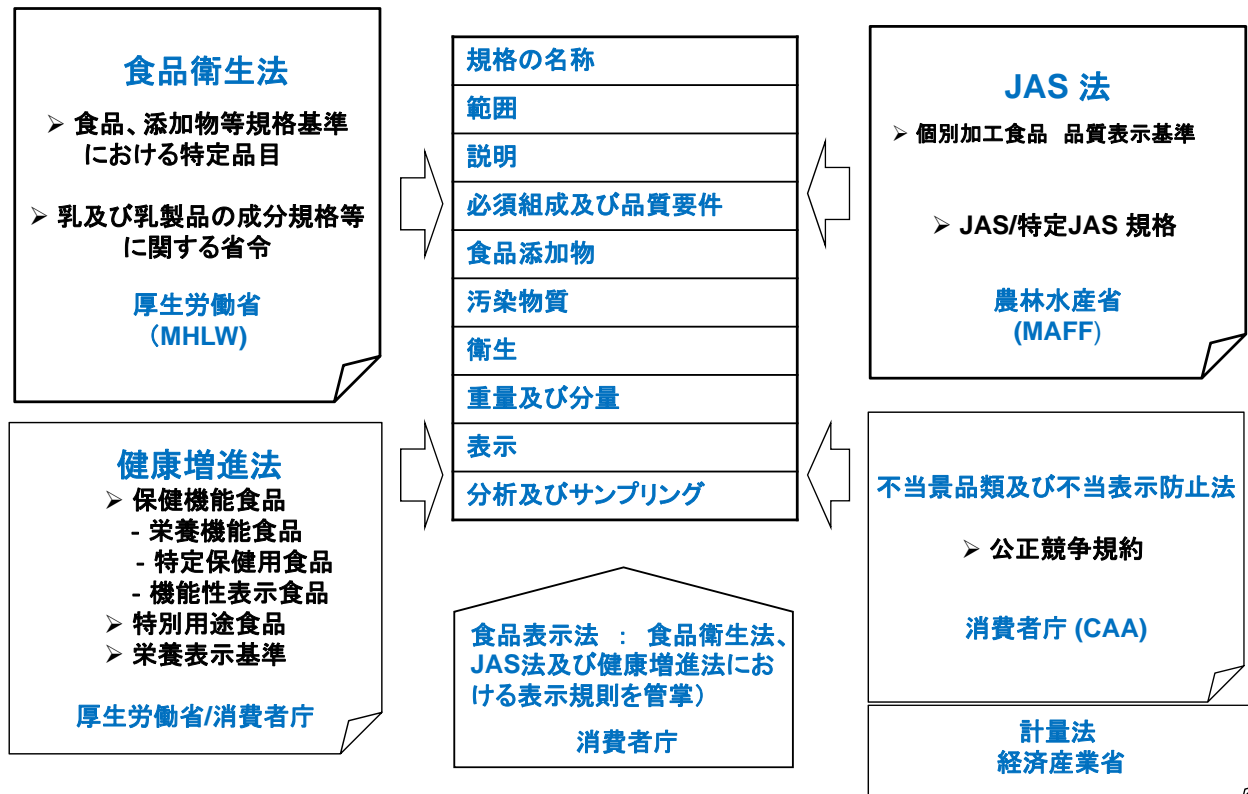 食品衛生法
➢ 食品、添加物等規格基準
における特定品目
➢ 乳及び乳製品の成分規格等
に関する省令
厚生労働省
（MHLW)
健康増進法
➢ 保健機能食品
- 栄養機能食品
- 特定保健用食品
- 機能性表示食品
➢ 特別用途食品
➢ 栄養表示基準
厚生労働省/消費者庁
規格の名称
範囲
説明
必須組成及び品質要件
食品添加物
汚染物質
衛生
重量及び分量
表示
分析及びサンプリング
食品表示法 ： 食品衛生法、
JAS法及び健康増進法にお
ける表示規則を管掌）
消費者庁
JAS 法
➢ 個別加工食品 品質表示基準
➢ JAS/特定JAS 規格
農林水産省
(MAFF）
不当景品類及び不当表示防止法
➢ 公正競争規約
消費者庁 (CAA)
計量法
経済産業省